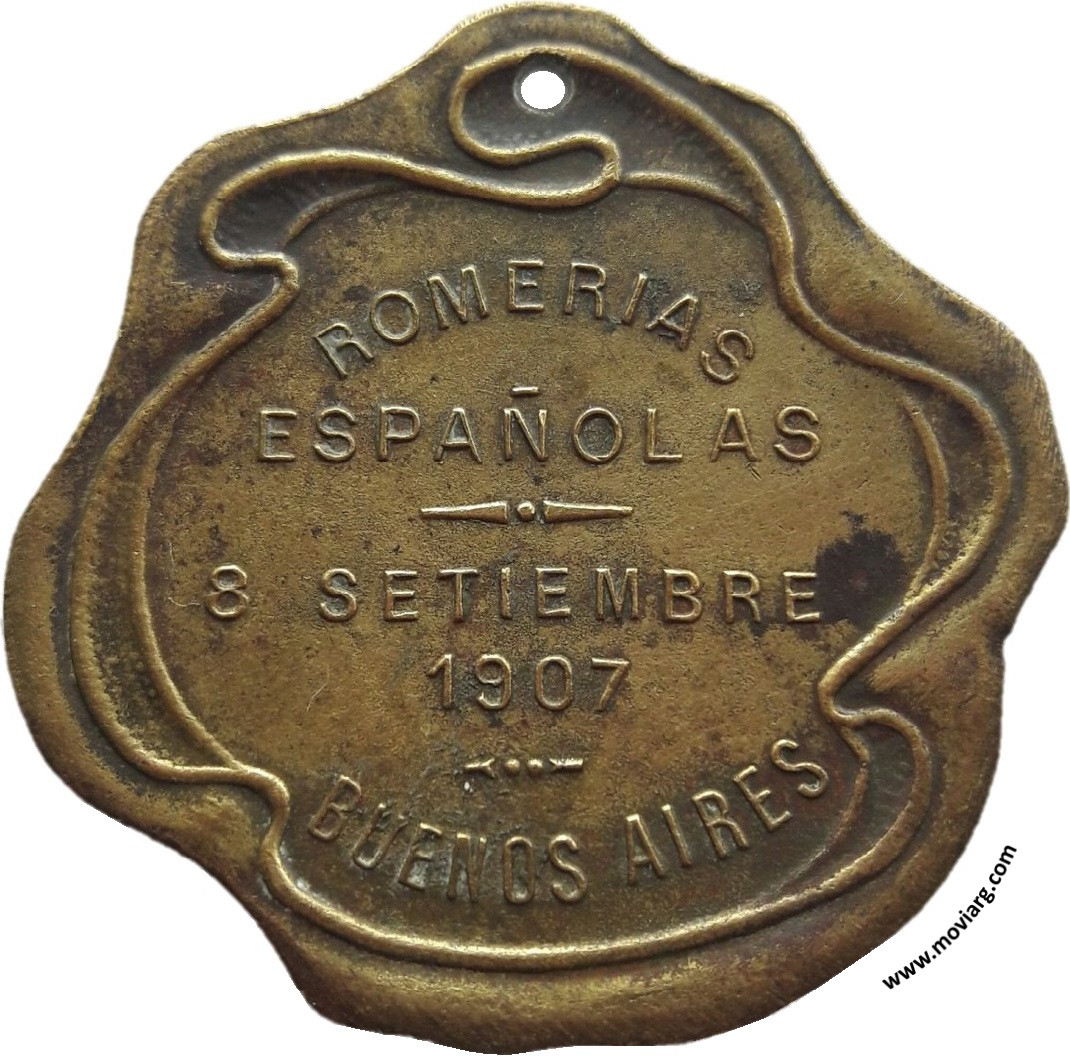 ROMERIAS
ESPAÑOLAS
8 SETIEMBRE
1907
BUENOS AIRES
www.moviarg.com